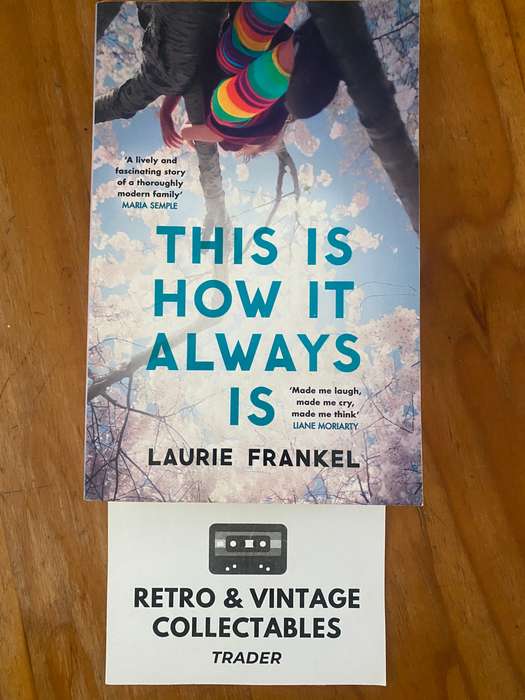 'A lively and
fascinating story
of a thoroughly
modern family'
MARIA SEMPLE
THIS IS
HOW IT
ALWAYS
IS
'Made me laugh,
made me cry,
made me think'
LIANE MORIARTY
LAURIE FRANKEL
RETRO & VINTAGE
COLLECTABLES
TRADER